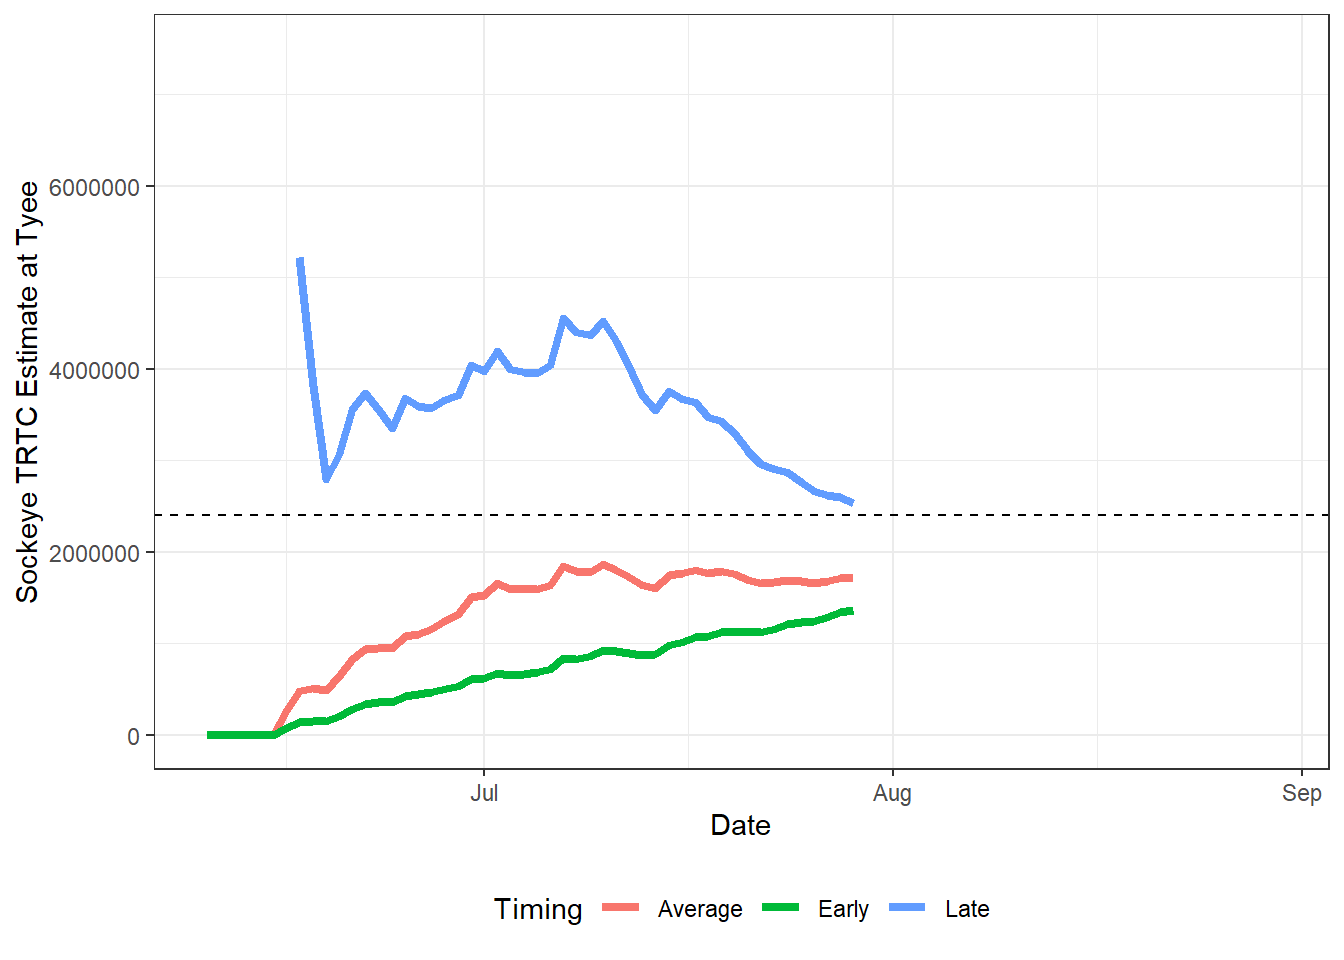 Sockeye TRTC Estimate at Tyee
6000000
4000000
2000000
0
Jul Aug Sep
Date
Timing Average Early Late